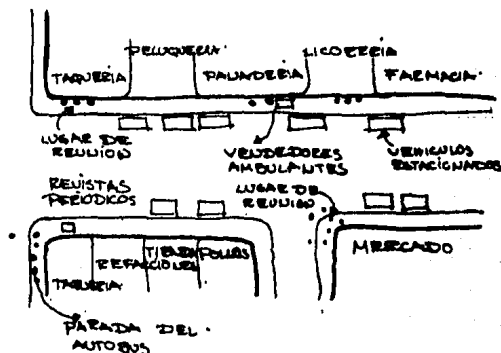 PELUQUERIA
LICORERIA
TAQUERIA
PANADERIA
FARMACIA
LUGAR DE
REUNION
VENDEDORES
AMBULANTES
VEHICULOS
ESTACIONADOS
REVISTAS
PERIODICOS
LUGAR DE
REUNION
TIENDA
POLLOS
REFACCIONES
TAQUERIA
MERCADO
PARADA DEL
AUTOBUS